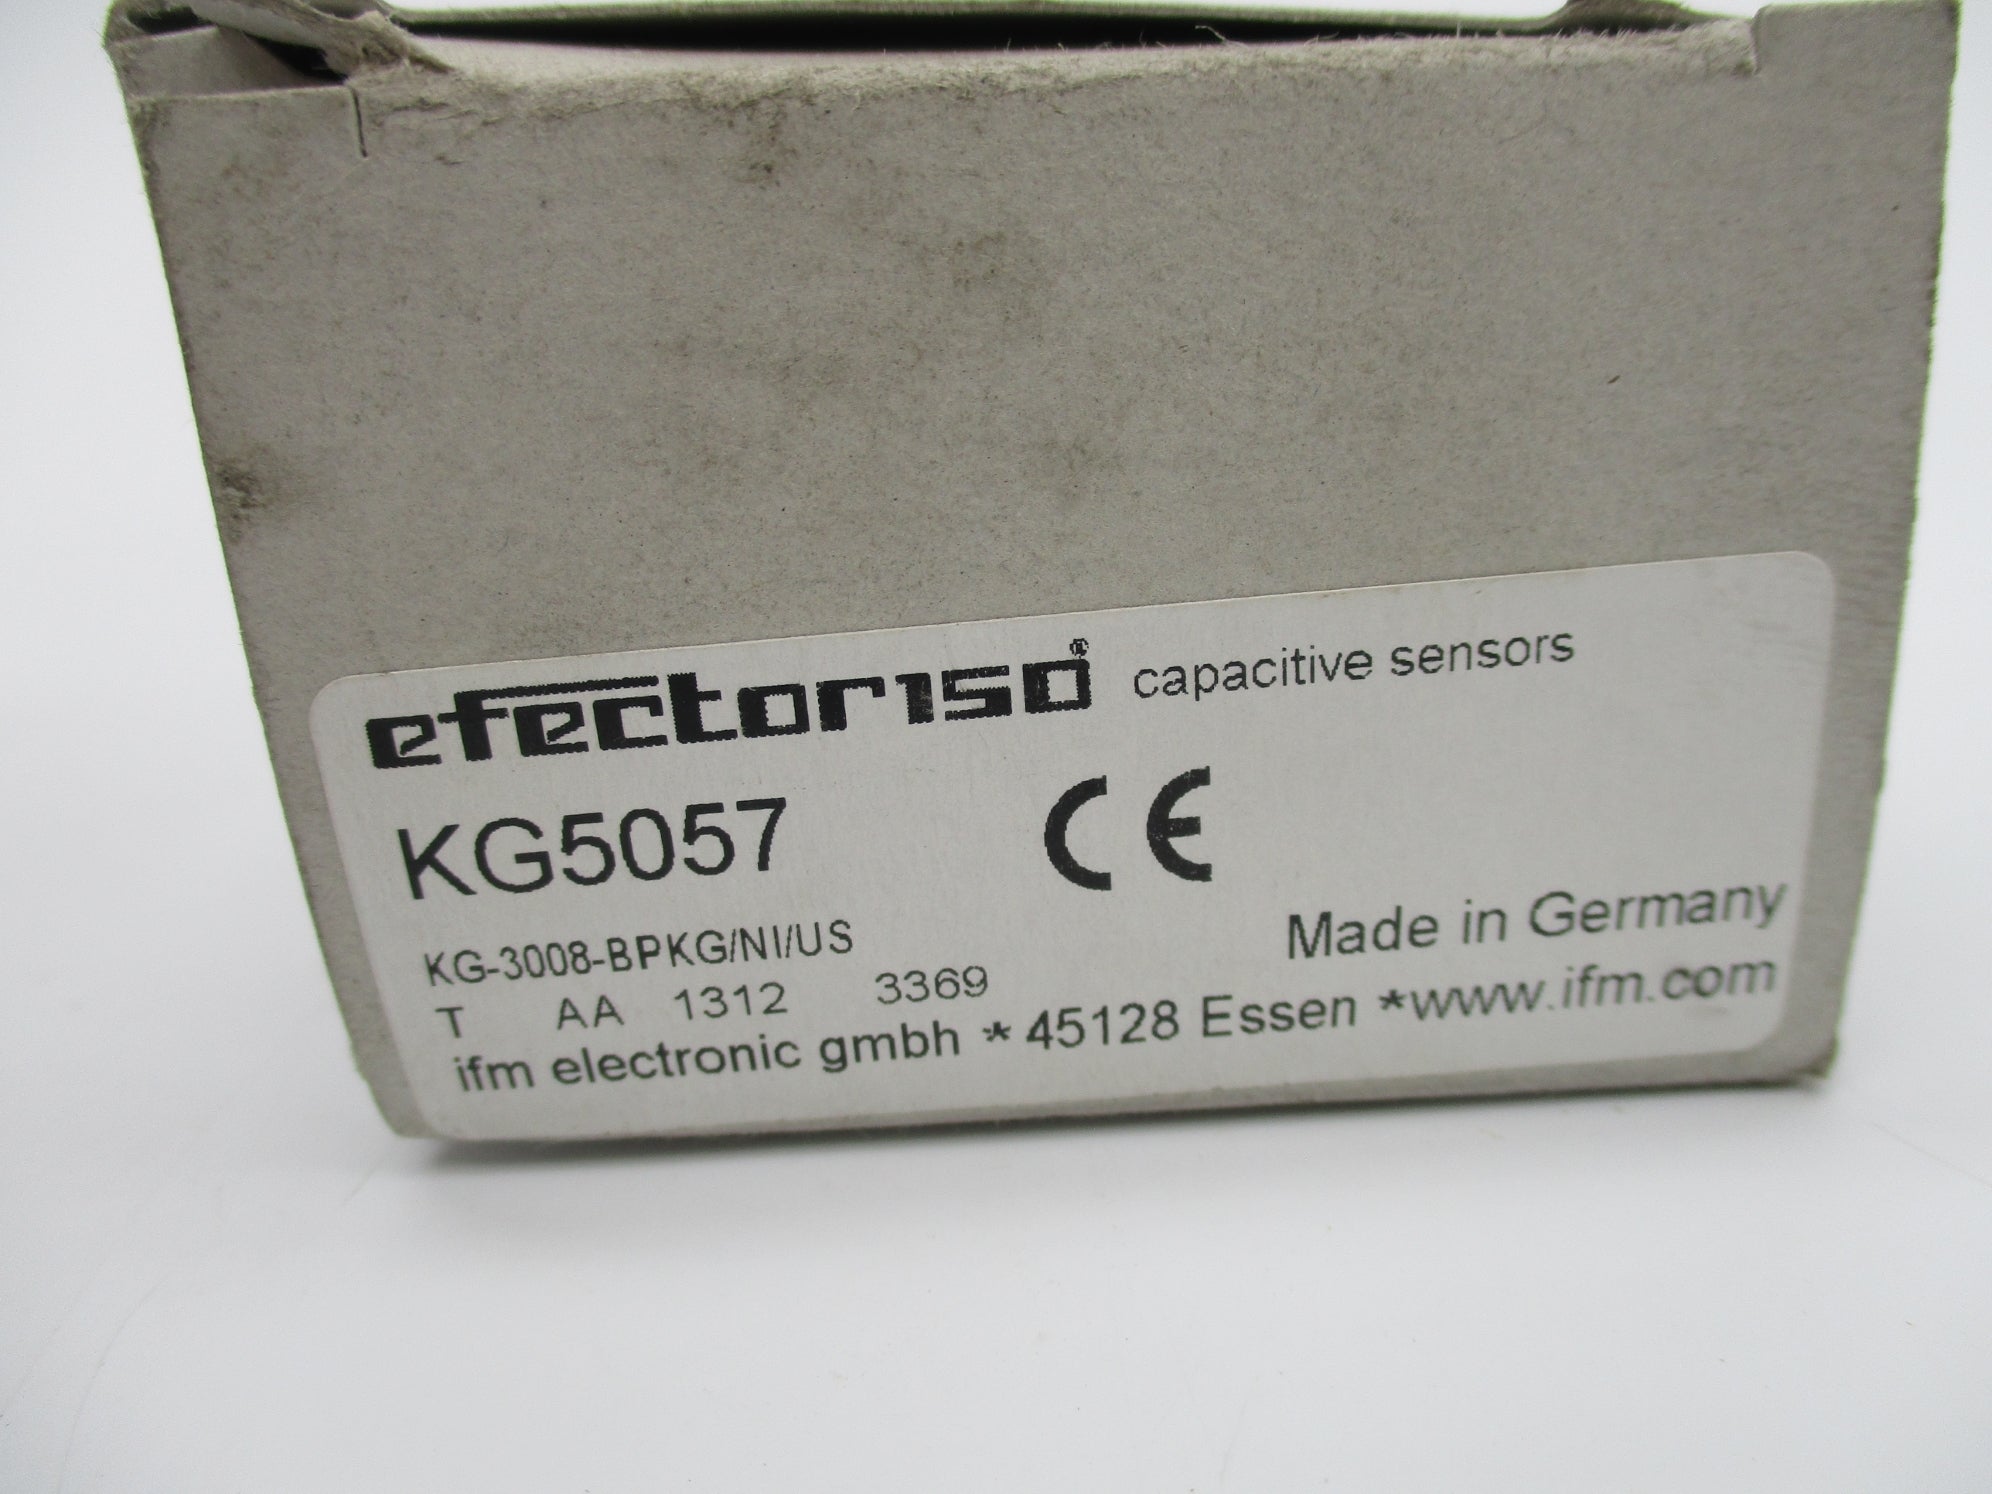 efector150® capacitive sensors
KG5057 CE
KG-3008-BPKG/NI/US
Made in Germany
T AA 1312 3369
ifm electronic gmbh * 45128 Essen *www.ifm.com